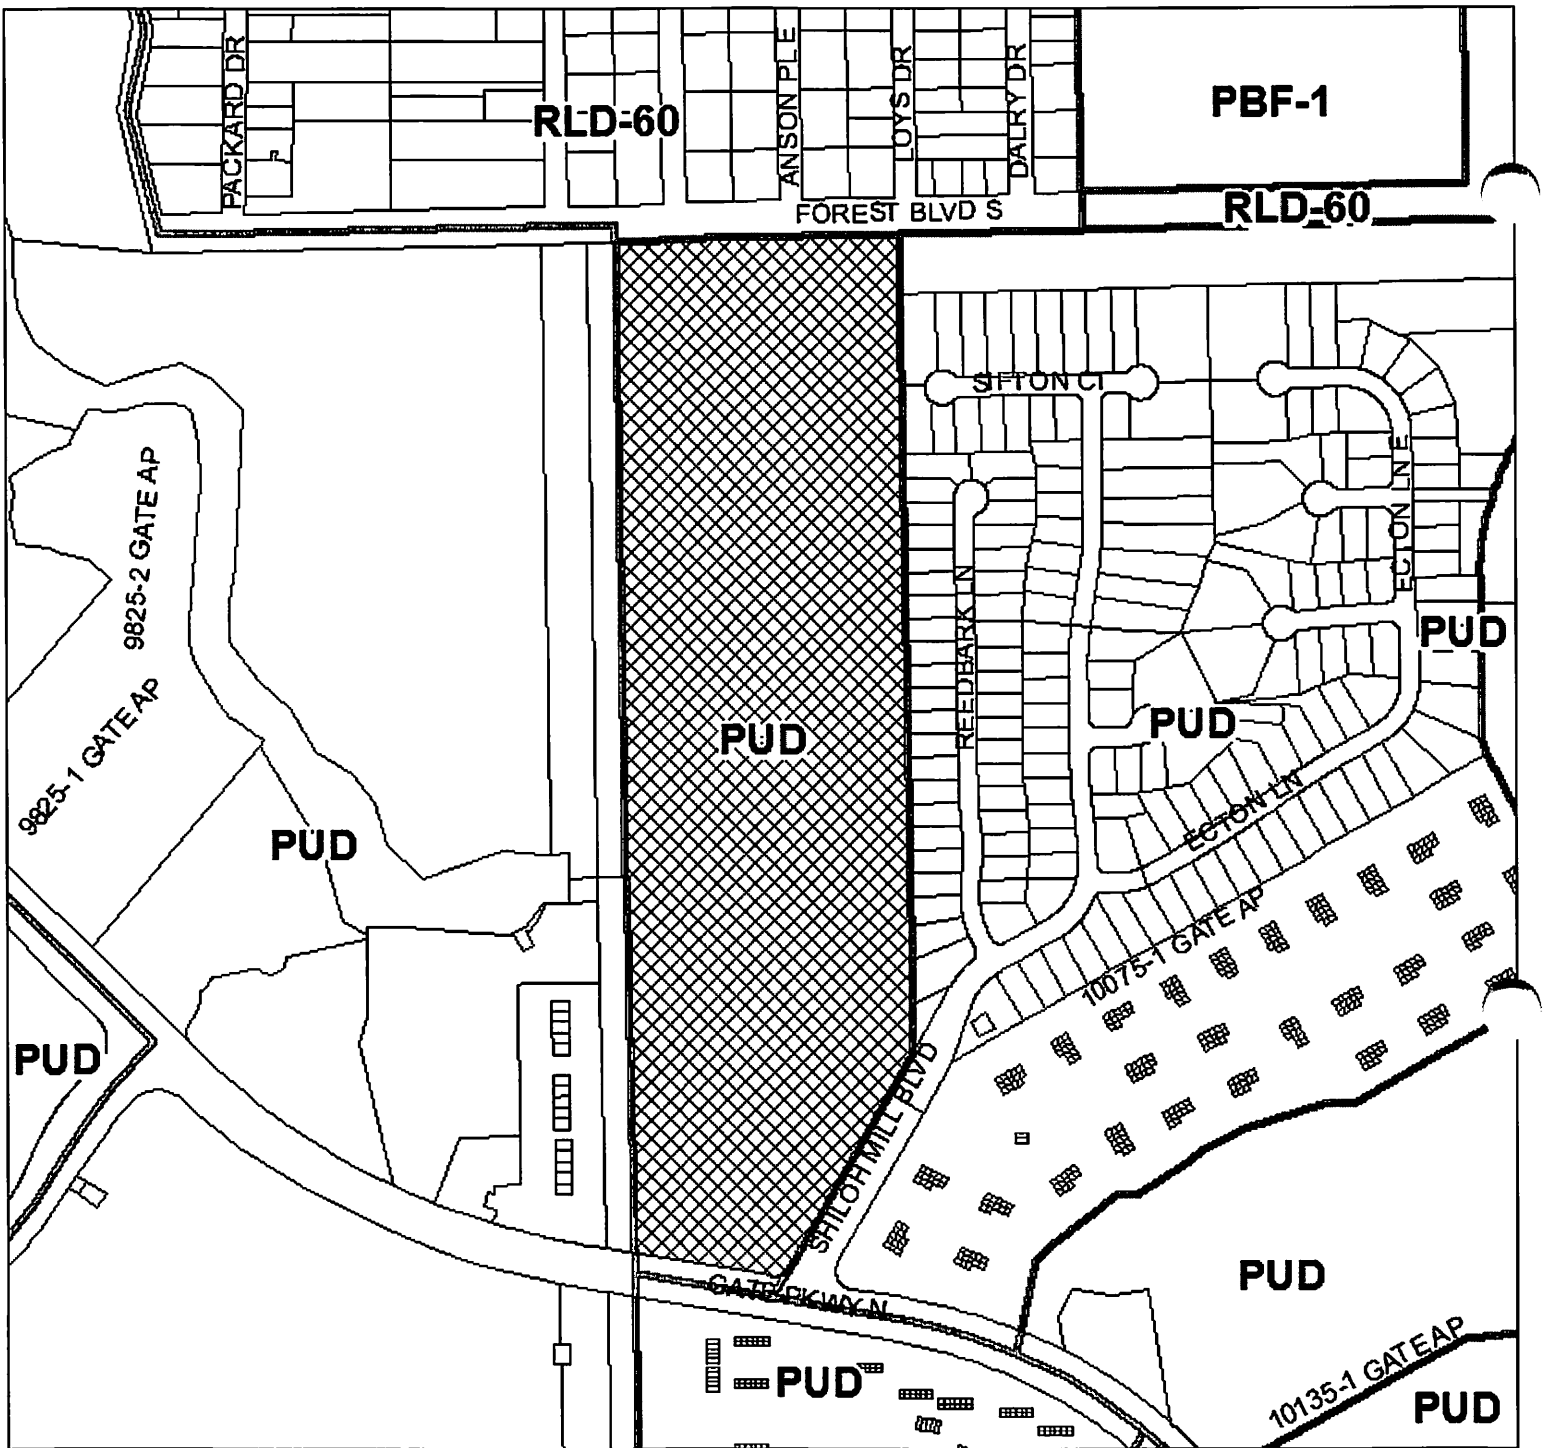 PACKARD DR
RLD-60
ANSON PL E
LOYS DR
DALRY DR
PBF-1
FOREST BLVD S
RLD-60
SIFTON CT
9825-2 GATE AP
ECTON LN E
REEDBARK LN
PUD
PUD
PUD
9825-1 GATE AP
PUD
ECTON LN
10075-1 GATE AP
PUD
SHILOH MILL BLVD
PUD
GATE PKWY N
10135-1 GATE AP
PUD
PUD